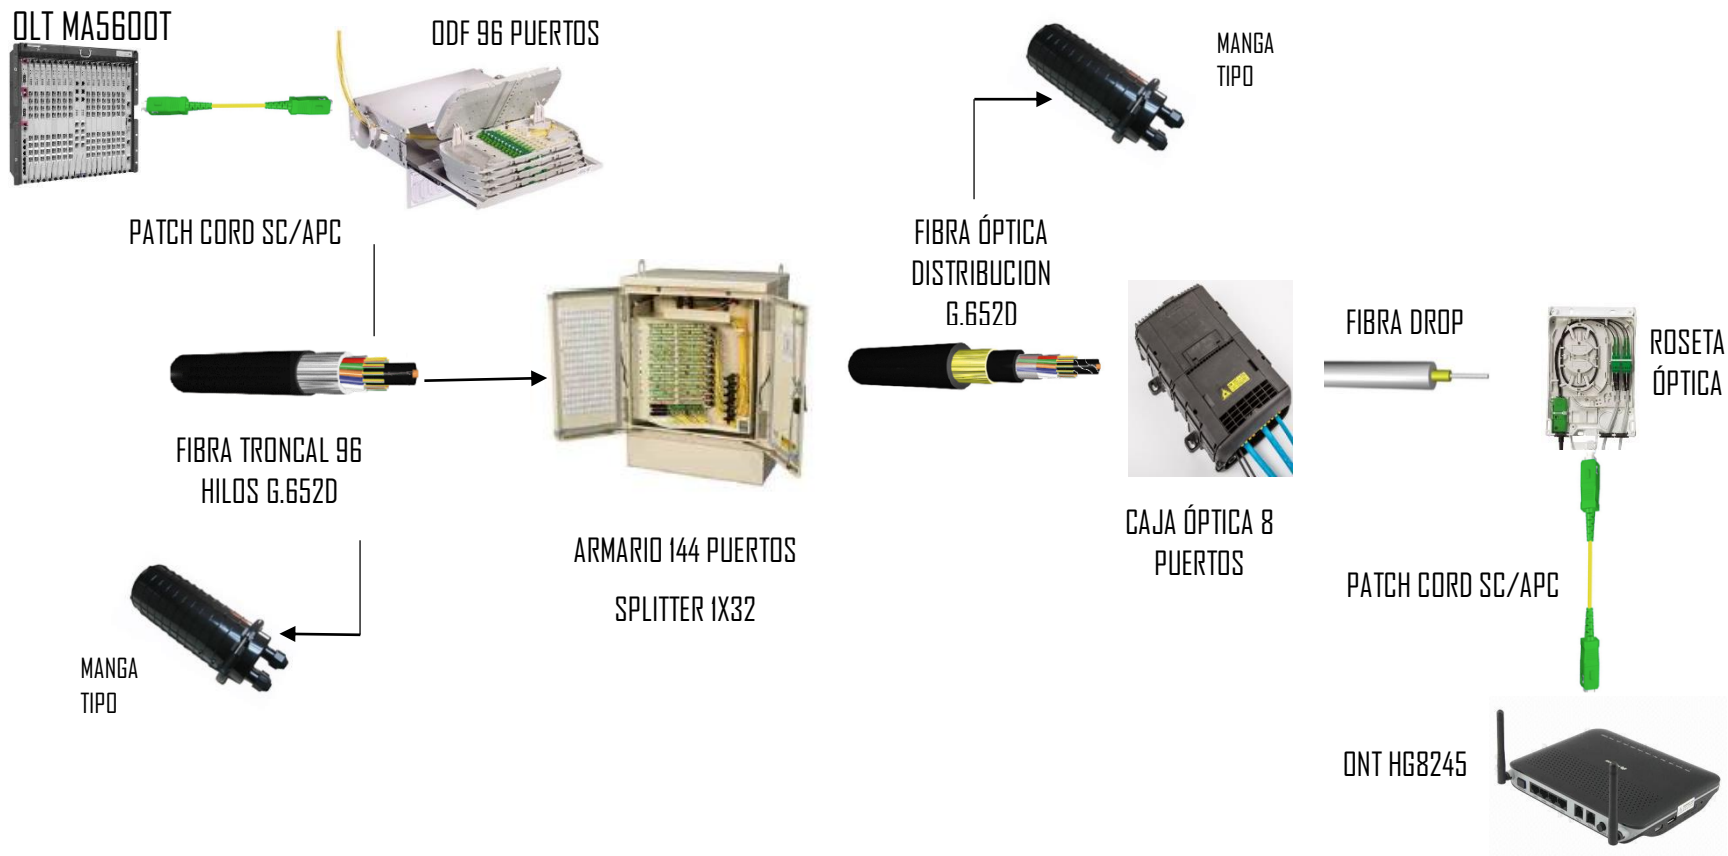 OLT MA5600T
ODF 96 PUERTOS
MANGA
TIPO
PATCH CORD SC/APC
FIBRA ÓPTICA
DISTRIBUCION
G.652D
FIBRA DROP
ROSETA
ÓPTICA
FIBRA TRONCAL 96
HILOS G.652D
ARMARIO 144 PUERTOS
SPLITTER 1X32
CAJA ÓPTICA 8
PUERTOS
PATCH CORD SC/APC
MANGA
TIPO
ONT HG8245